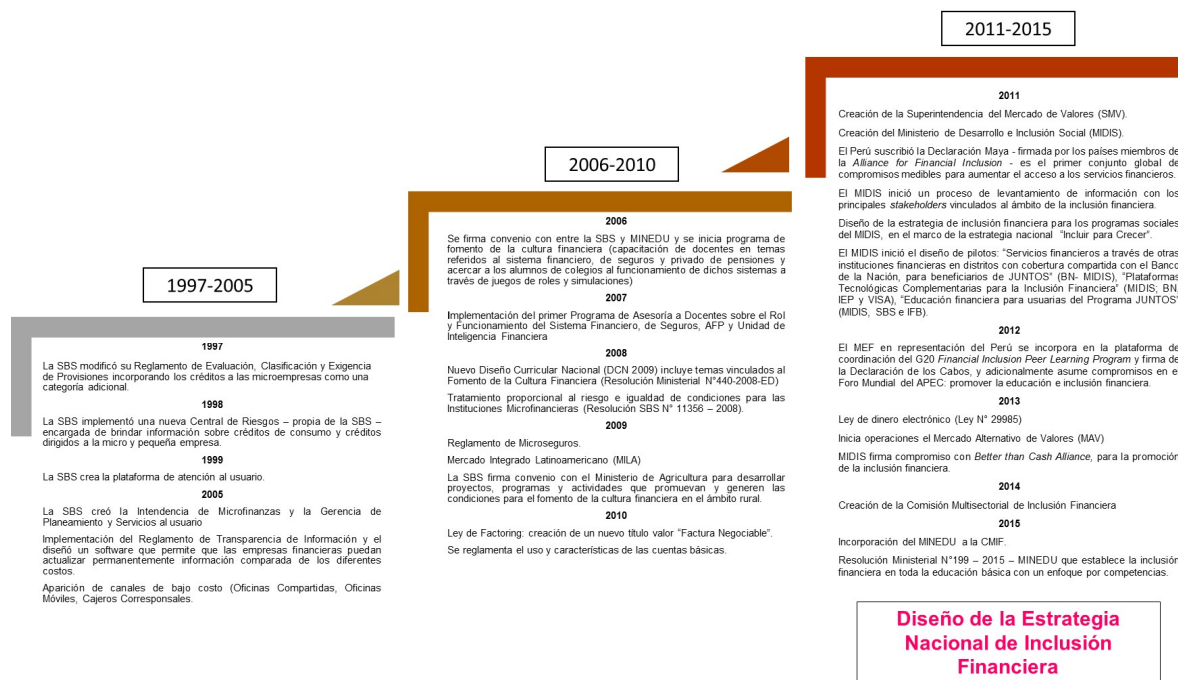 1997-2005
1997
La SBS modificó su Reglamento de Evaluación, Clasificación y Exigencia
de Provisiones incorporando los créditos a las microempresas como una
categoría adicional.
1998
La SBS implementó una nueva Central de Riesgos – propia de la SBS –
encargada de brindar información sobre créditos de consumo y créditos
dirigidos a la micro y pequeña empresa.
1999
La SBS crea la plataforma de atención al usuario.
2005
La SBS creó la Intendencia de Microfinanzas y la Gerencia de
Planeamiento y Servicios al usuario
Implementación del Reglamento de Transparencia de Información y el
diseñó un software que permite que las empresas financieras puedan
actualizar permanentemente información comparada de los diferentes
costos.
Aparición de canales de bajo costo (Oficinas Compartidas, Oficinas
Móviles, Cajeros Corresponsales.
2006-2010
2006
Se firma convenio con entre la SBS y MINEDU y se inicia programa de
fomento de la cultura financiera (capacitación de docentes en temas
referidos al sistema financiero, de seguros y privado de pensiones y
acercar a los alumnos de colegios al funcionamiento de dichos sistemas a
través de juegos de roles y simulaciones)
2007
Implementación del primer Programa de Asesoría a Docentes sobre el Rol
y Funcionamiento del Sistema Financiero, de Seguros, AFP y Unidad de
Inteligencia Financiera
2008
Nuevo Diseño Curricular Nacional (DCN 2009) incluye temas vinculados al
Fomento de la Cultura Financiera (Resolución Ministerial N°440-2008-ED)
Tratamiento proporcional al riesgo e igualdad de condiciones para las
Instituciones Microfinancieras (Resolución SBS N° 11356 – 2008).
2009
Reglamento de Microseguros.
Mercado Integrado Latinoamericano (MILA)
La SBS firma convenio con el Ministerio de Agricultura para desarrollar
proyectos, programas y actividades que promuevan y generen las
condiciones para el fomento de la cultura financiera en el ámbito rural.
2010
Ley de Factoring: creación de un nuevo título valor "Factura Negociable".
Se reglamenta el uso y características de las cuentas básicas.
2011-2015
2011
Creación de la Superintendencia del Mercado de Valores (SMV).
Creación del Ministerio de Desarrollo e Inclusión Social (MIDIS).
El Perú suscribió la Declaración Maya - firmada por los países miembros de
la Alliance for Financial Inclusion - es el primer conjunto global de
compromisos medibles para aumentar el acceso a los servicios financieros.
El MIDIS inició un proceso de levantamiento de información con los
principales stakeholders vinculados al ámbito de la inclusión financiera.
Diseño de la estrategia de inclusión financiera para los programas sociales
del MIDIS, en el marco de la estrategia nacional "Incluir para Crecer".
El MIDIS inició el diseño de pilotos: "Servicios financieros a través de otras
instituciones financieras en distritos con cobertura compartida con el Banco
de la Nación, para beneficiarios de JUNTOS" (BN- MIDIS), "Plataformas
Tecnológicas Complementarias para la Inclusión Financiera" (MIDIS; BN,
IEP y VISA), "Educación financiera para usuarias del Programa JUNTOS"
(MIDIS, SBS e IFB).
2012
El MEF en representación del Perú se incorpora en la plataforma de
coordinación del G20 Financial Inclusion Peer Learning Program y firma de
la Declaración de los Cabos, y adicionalmente asume compromisos en el
Foro Mundial del APEC: promover la educación e inclusión financiera.
2013
Ley de dinero electrónico (Ley N° 29985)
Inicia operaciones el Mercado Alternativo de Valores (MAV)
MIDIS firma compromiso con Better than Cash Alliance, para la promoción
de la inclusión financiera.
2014
Creación de la Comisión Multisectorial de Inclusión Financiera
2015
Incorporación del MINEDU a la CMIF.
Resolución Ministerial N°199 – 2015 – MINEDU que establece la inclusión
financiera en toda la educación básica con un enfoque por competencias.
Diseño de la Estrategia
Nacional de Inclusión
Financiera